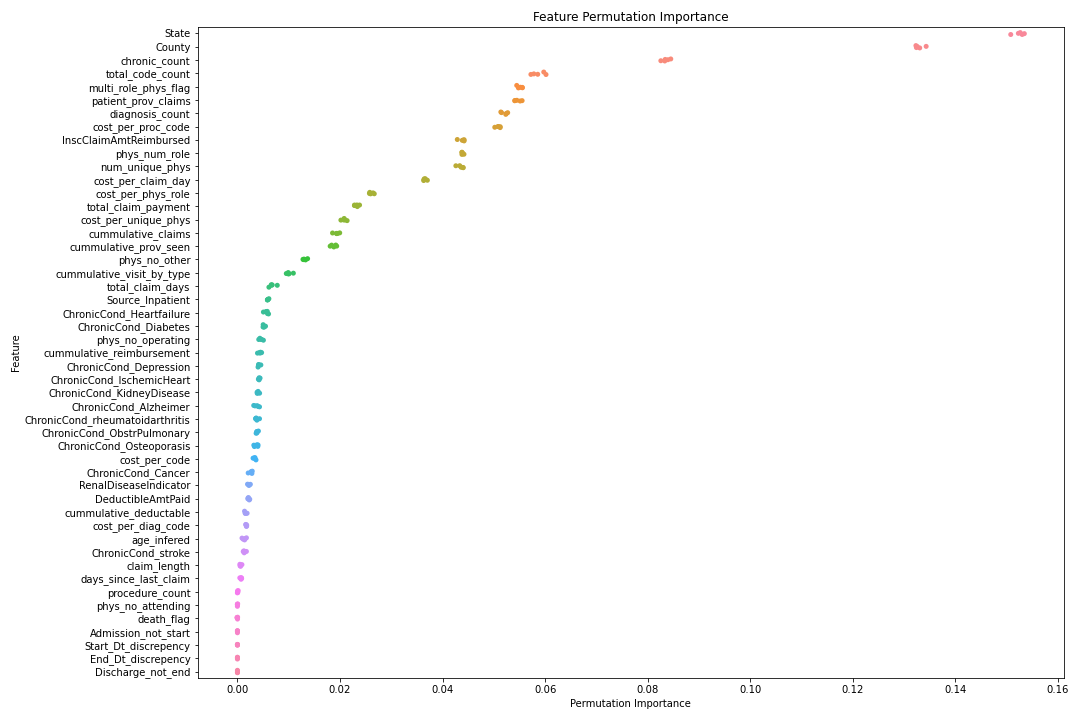 Feature Permutation Importance
State
County
chronic_count
total_code_count
multi_role_phys_flag
patient_prov_claims
diagnosis_count
cost_per_proc_code
InscClaimAmtReimbursed
phys_num_role
num_unique_phys
cost_per_claim_day
cost_per_phys_role
total_claim_payment
cost_per_unique_phys
cummulative_claims
cummulative_prov_seen
phys_no_other
cummulative_visit_by_type
total_claim_days
Source_Inpatient
ChronicCond_Heartfailure
ChronicCond_Diabetes
phys_no_operating
cummulative_reimbursement
ChronicCond_Depression
ChronicCond_IschemicHeart
ChronicCond_KidneyDisease
ChronicCond_Alzheimer
ChronicCond_rheumatoidarthritis
ChronicCond_ObstrPulmonary
ChronicCond_Osteoporasis
cost_per_code
ChronicCond_Cancer
RenalDiseaseIndicator
DeductibleAmtPaid
cummulative_deductable
cost_per_diag_code
age_infered
ChronicCond_stroke
claim_length
days_since_last_claim
procedure_count
phys_no_attending
death_flag
Admission_not_start
Start_Dt_discrepency
End_Dt_discrepency
Discharge_not_end
Feature
0.00 0.02 0.04 0.06 0.08 0.10 0.12 0.14 0.16
Permutation Importance